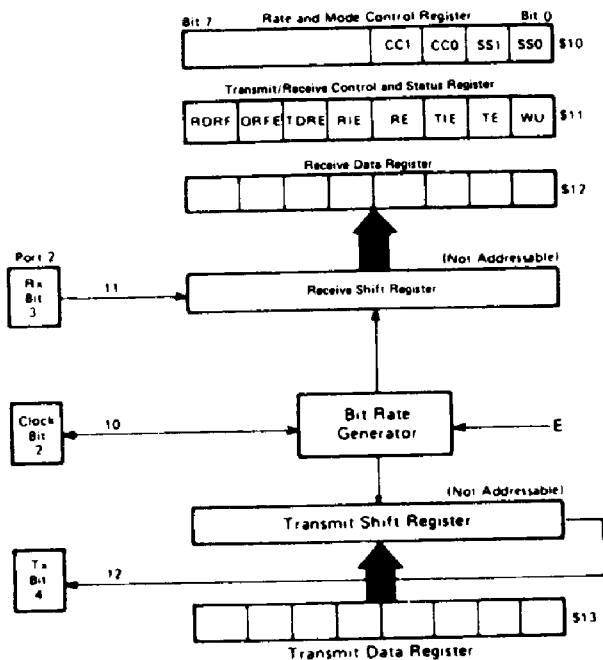 Bit 7 Rate and Mode Control Register Bit 0
CC1 CC0 SS1 SS0 $10
Transmit/Receive Control and Status Register
RDRF ORFE TDRE RIE RE TIE TE WU $11
Receive Data Register
$12
Port 2
(Not Addressable)
Rx
Bit
3
11
Receive Shift Register
Clock
Bit
2
10
Bit Rate
Generator
E
(Not Addressable)
Transmit Shift Register
Tx
Bit
4
12
$13
Transmit Data Register